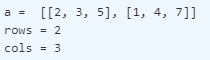 a =  [[2, 3, 5], [1, 4, 7]]
rows = 2
cols = 3